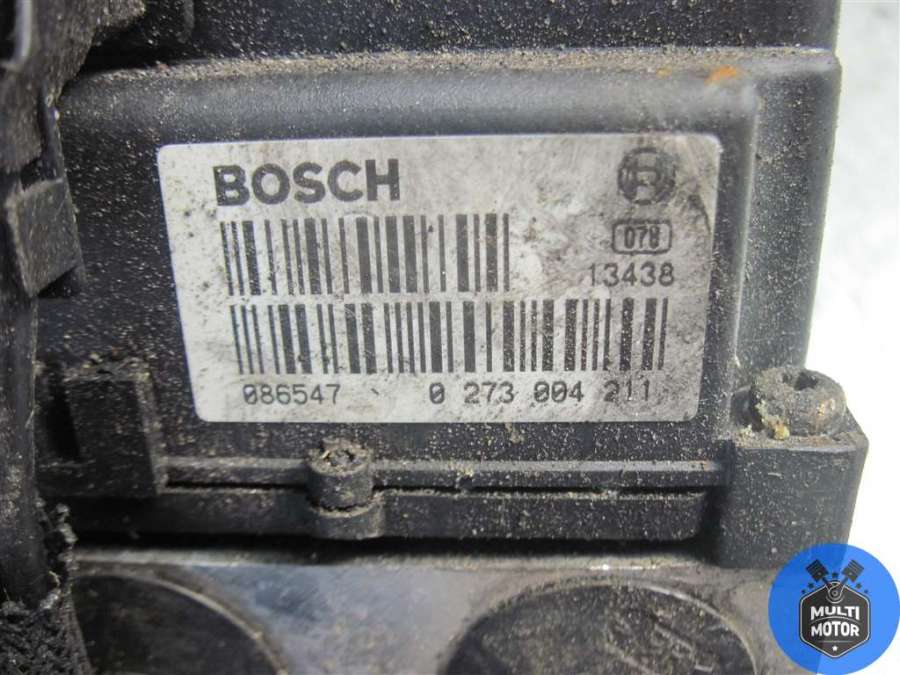 BOSCH
078
13438
086547 0 273 004 211
MULTI
MOTOR